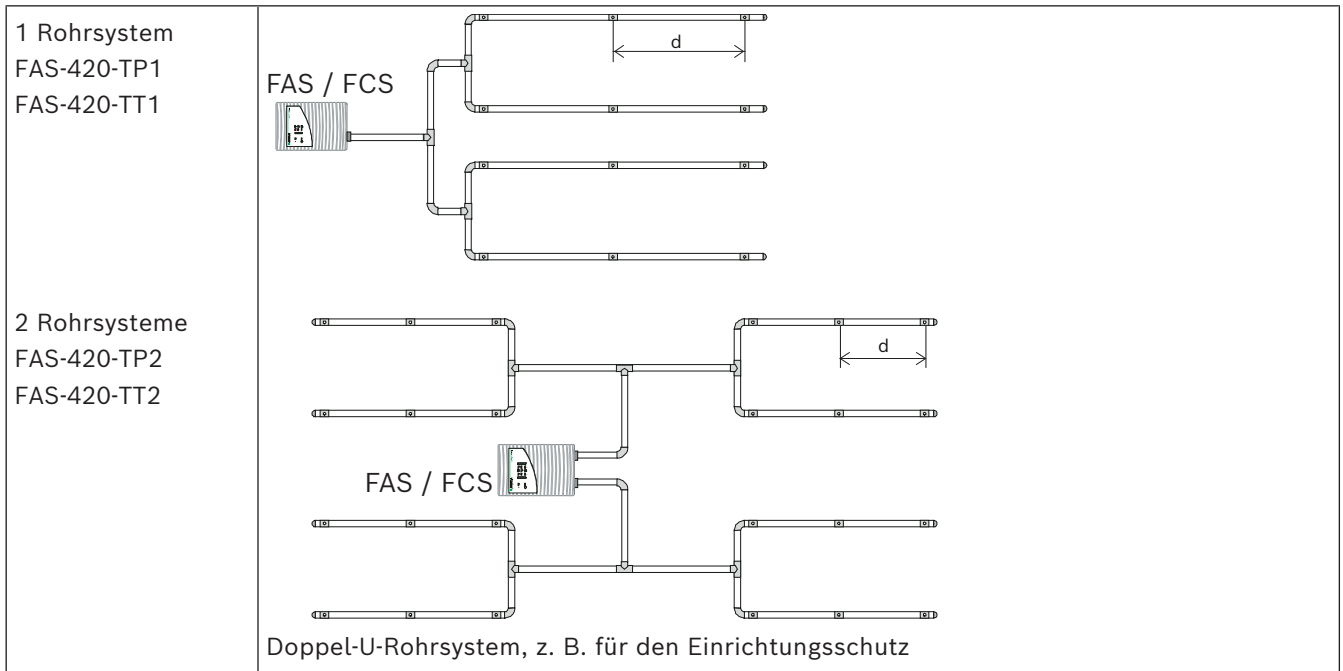 1 Rohrsystem
FAS-420-TP1
FAS-420-TT1
FAS / FCS
d
2 Rohrsysteme
FAS-420-TP2
FAS-420-TT2
d
FAS / FCS
Doppel-U-Rohrsystem, z. B. für den Einrichtungsschutz